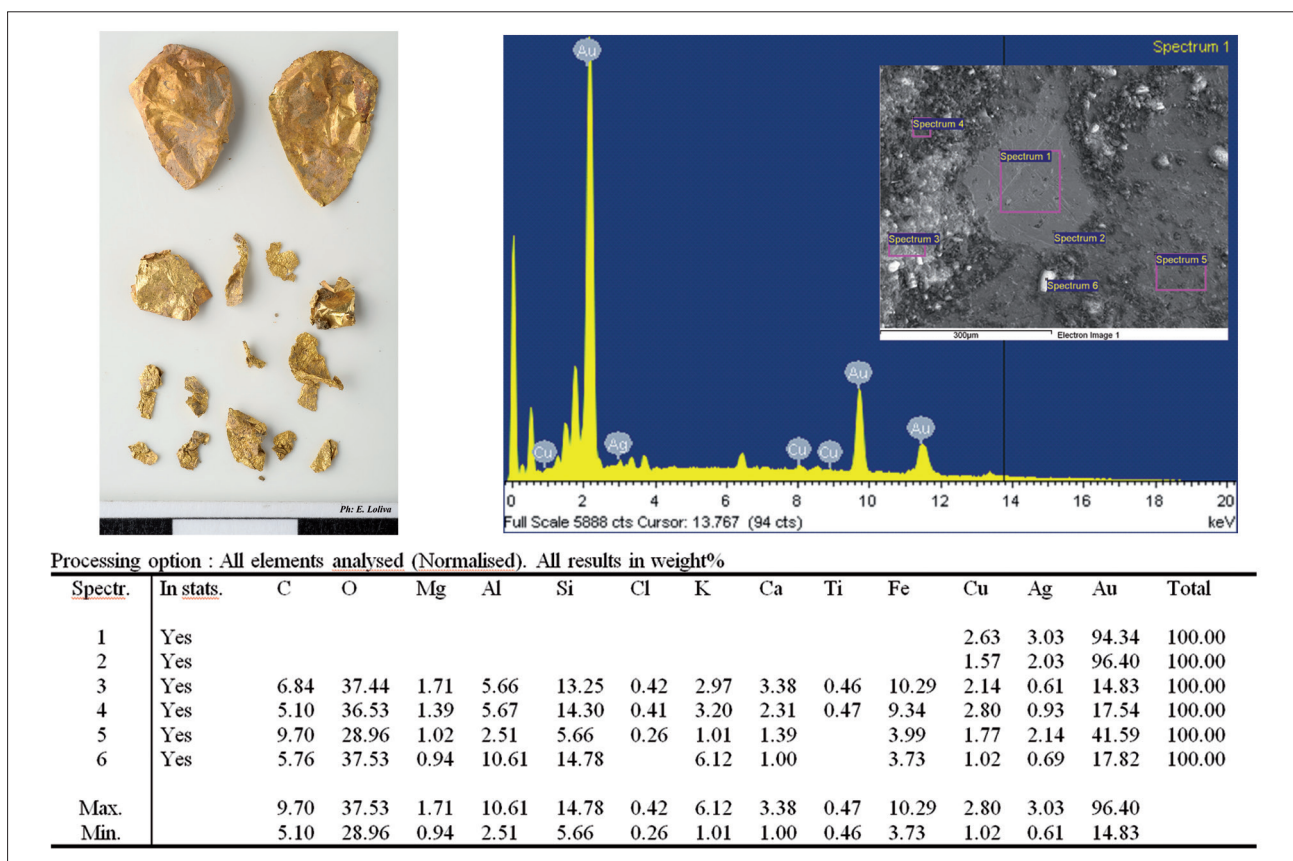 Ph: E. Loliva
Spectrum 1
Au
Cu
Ag
Cu
Cu
Au
Au
0 2 4 6 8 10 12 14 16 18 20
Full Scale 5888 cts Cursor: 13.767 (94 cts)
keV
Spectrum 4
Spectrum 1
Spectrum 2
Spectrum 3
Spectrum 5
Spectrum 6
300µm Electron Image 1
Processing option : All elements analysed (Normalised). All results in weight%
Spectr. In stats. C O Mg Al Si Cl K Ca Ti Fe Cu Ag Au Total
1 Yes 2.63 3.03 94.34 100.00
2 Yes 1.57 2.03 96.40 100.00
3 Yes 6.84 37.44 1.71 5.66 13.25 0.42 2.97 3.38 0.46 10.29 2.14 0.61 14.83 100.00
4 Yes 5.10 36.53 1.39 5.67 14.30 0.41 3.20 2.31 0.47 9.34 2.80 0.93 17.54 100.00
5 Yes 9.70 28.96 1.02 2.51 5.66 0.26 1.01 1.39 3.99 1.77 2.14 41.59 100.00
6 Yes 5.76 37.53 0.94 10.61 14.78 6.12 1.00 3.73 1.02 0.69 17.82 100.00
Max. 9.70 37.53 1.71 10.61 14.78 0.42 6.12 3.38 0.47 10.29 2.80 3.03 96.40
Min. 5.10 28.96 0.94 2.51 5.66 0.26 1.01 1.00 0.46 3.73 1.02 0.61 14.83